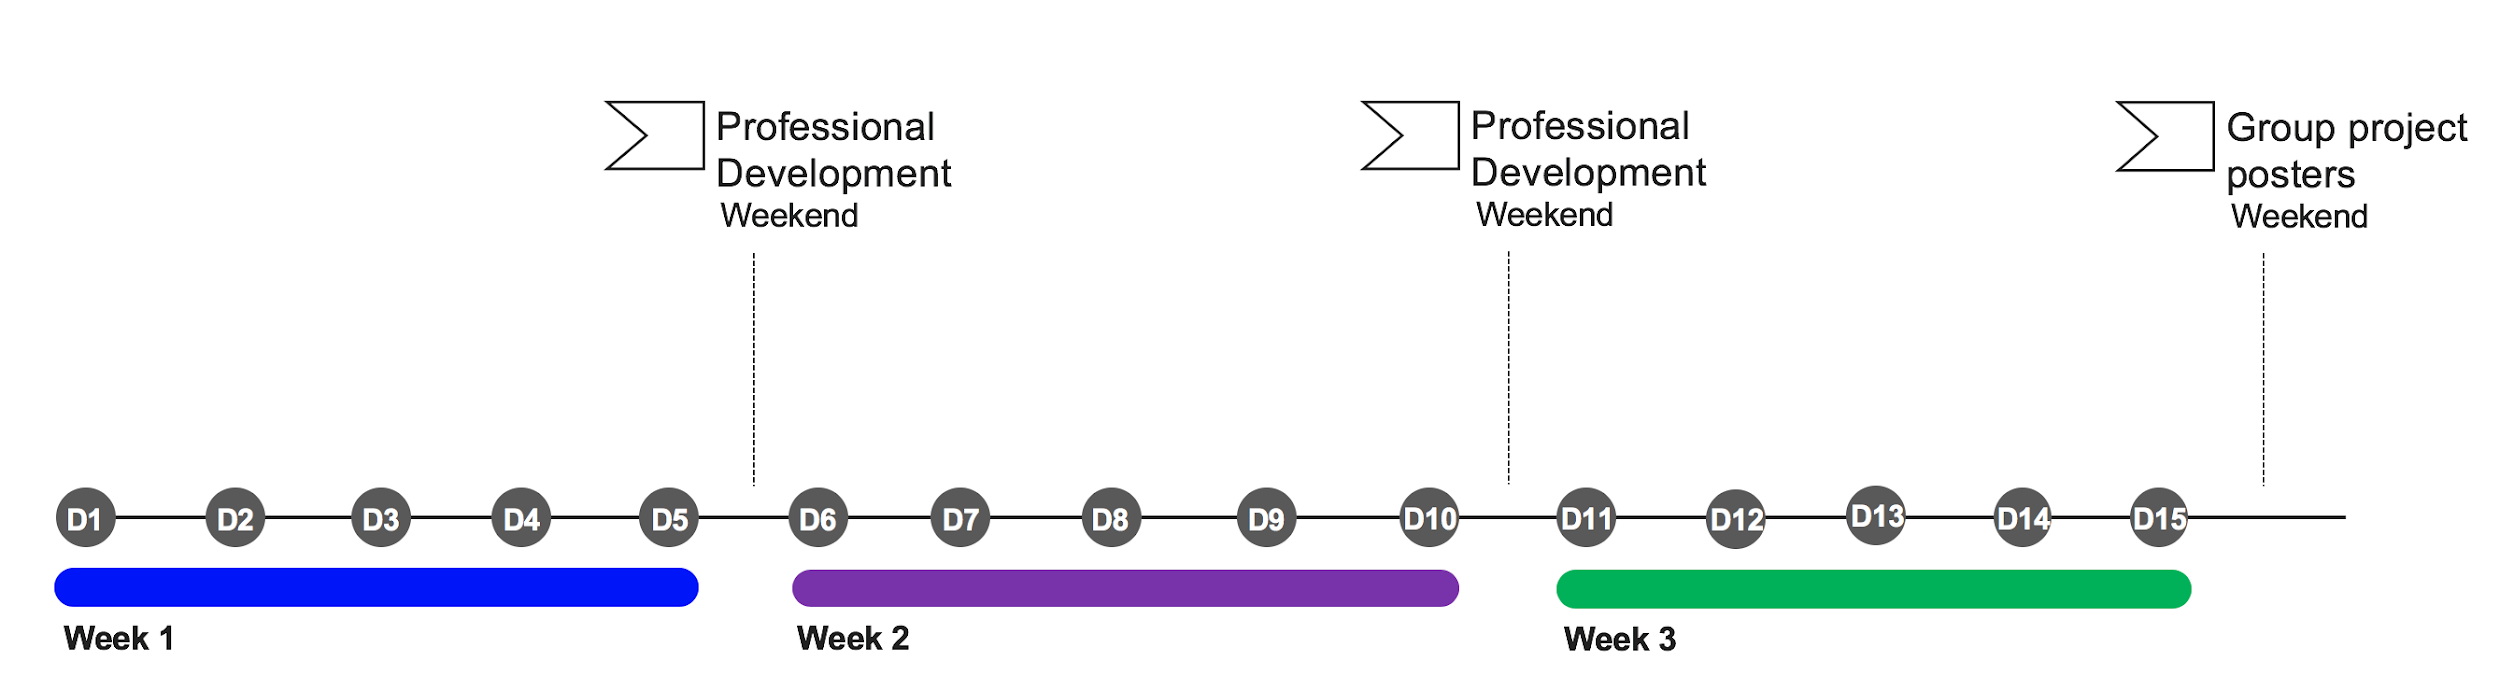 Professional
Development
Weekend
Professional
Development
Weekend
Group project
posters
Weekend
D1 D2 D3 D4 D5 D6 D7 D8 D9 D10 D11 D12 D13 D14 D15
Week 1
Week 2
Week 3